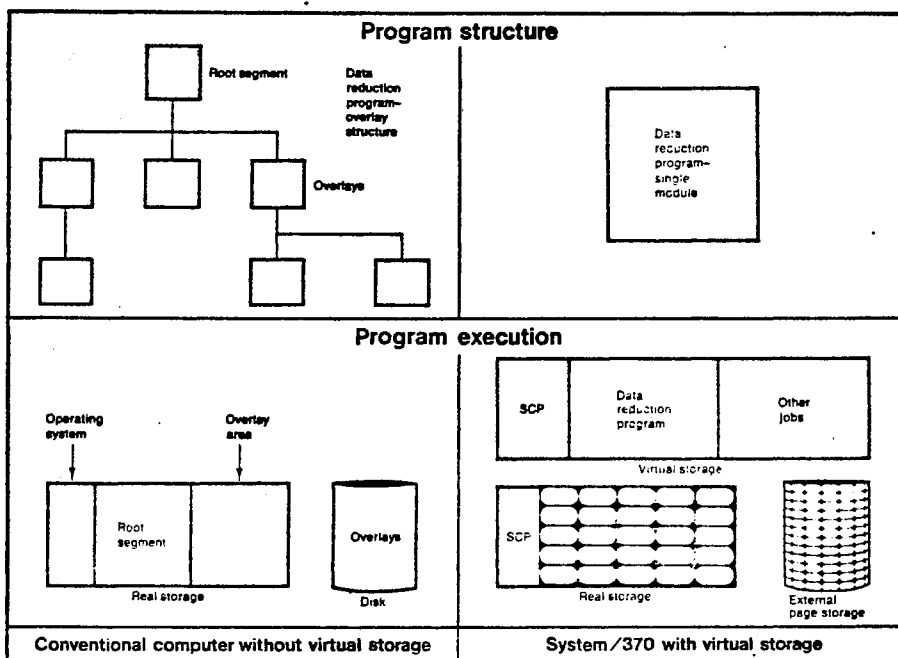 Program structure
Root segment
Data
reduction
program–
overlay
structure
Overlays
Data
reduction
program–
single
module
Program execution
Operating
system
Overlay
area
Root
segment
Real storage
Overlays
Disk
SCP
Data
reduction
program
Other
jobs
Virtual storage
SCP
Real storage
External
page storage
Conventional computer without virtual storage
System/370 with virtual storage